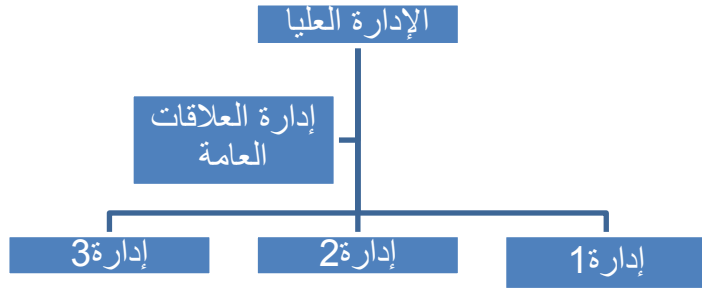 الإدارة العليا
إدارة العلاقات
العامة
إدارة1
إدارة2
إدارة3